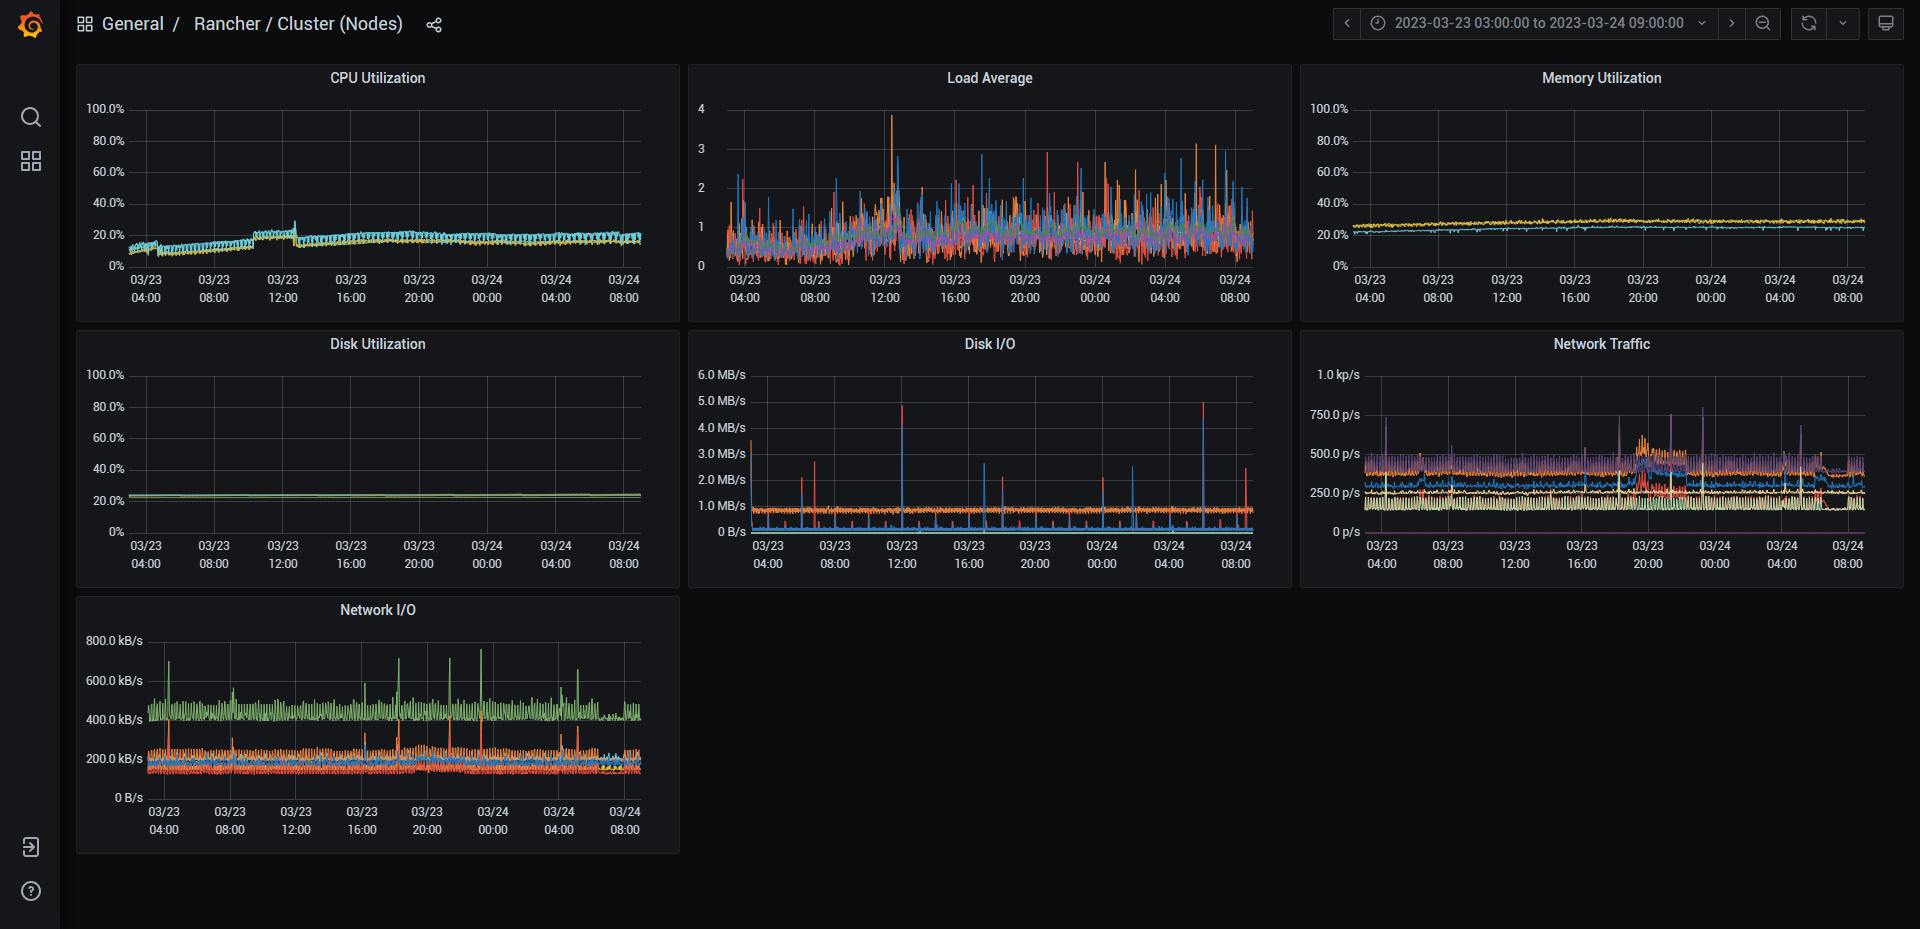 General / Rancher / Cluster (Nodes)
2023-03-23 03:00:00 to 2023-03-24 09:00:00
CPU Utilization
100.0%
80.0%
60.0%
40.0%
20.0%
0%
03/23 03/23 03/23 03/23 03/23 03/24 03/24 03/24
04:00 08:00 12:00 16:00 20:00 00:00 04:00 08:00
Load Average
4
3
2
1
0
03/23 03/23 03/23 03/23 03/23 03/24 03/24 03/24
04:00 08:00 12:00 16:00 20:00 00:00 04:00 08:00
Memory Utilization
100.0%
80.0%
60.0%
40.0%
20.0%
0%
03/23 03/23 03/23 03/23 03/23 03/24 03/24 03/24
04:00 08:00 12:00 16:00 20:00 00:00 04:00 08:00
Disk Utilization
100.0%
80.0%
60.0%
40.0%
20.0%
0%
03/23 03/23 03/23 03/23 03/23 03/24 03/24 03/24
04:00 08:00 12:00 16:00 20:00 00:00 04:00 08:00
Disk I/O
6.0 MB/s
5.0 MB/s
4.0 MB/s
3.0 MB/s
2.0 MB/s
1.0 MB/s
0 B/s
03/23 03/23 03/23 03/23 03/23 03/24 03/24 03/24
04:00 08:00 12:00 16:00 20:00 00:00 04:00 08:00
Network Traffic
1.0 kp/s
750.0 p/s
500.0 p/s
250.0 p/s
0 p/s
03/23 03/23 03/23 03/23 03/23 03/24 03/24 03/24
04:00 08:00 12:00 16:00 20:00 00:00 04:00 08:00
Network I/O
800.0 kB/s
600.0 kB/s
400.0 kB/s
200.0 kB/s
0 B/s
03/23 03/23 03/23 03/23 03/23 03/24 03/24 03/24
04:00 08:00 12:00 16:00 20:00 00:00 04:00 08:00